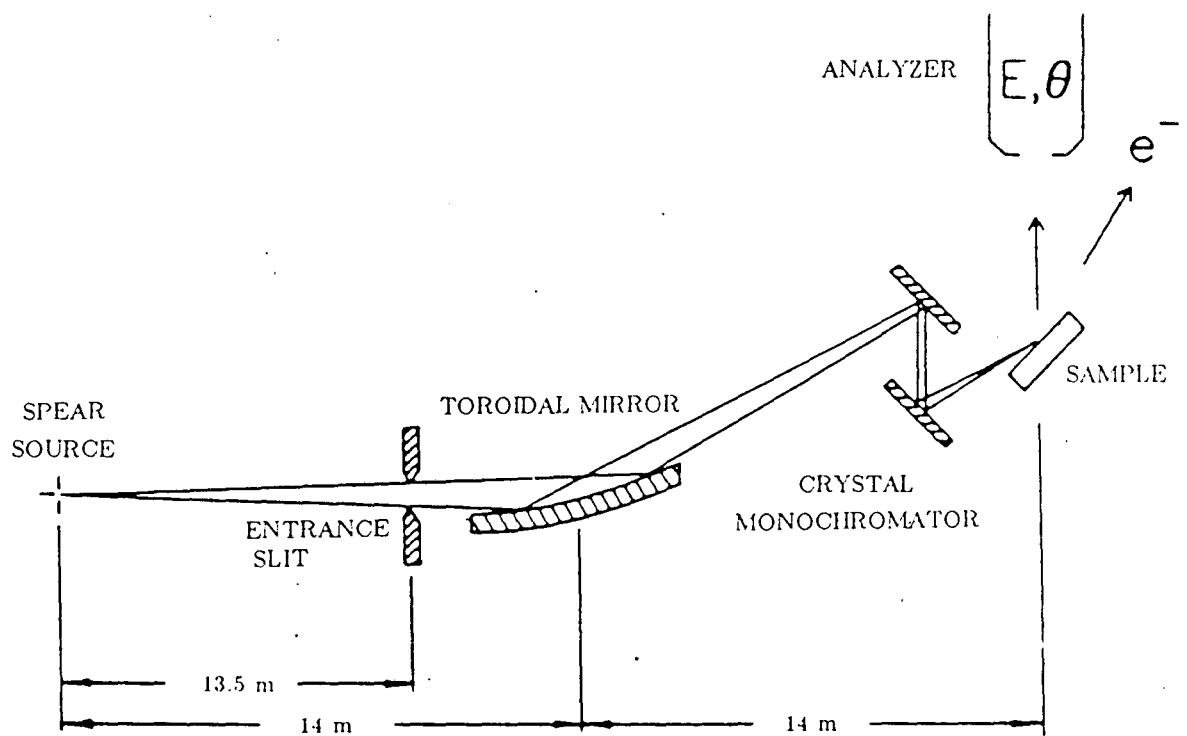 ANALYZER
E, θ
e⁻
SAMPLE
SPEAR
SOURCE
TOROIDAL MIRROR
ENTRANCE
SLIT
CRYSTAL
MONOCHROMATOR
13.5 m
14 m
14 m